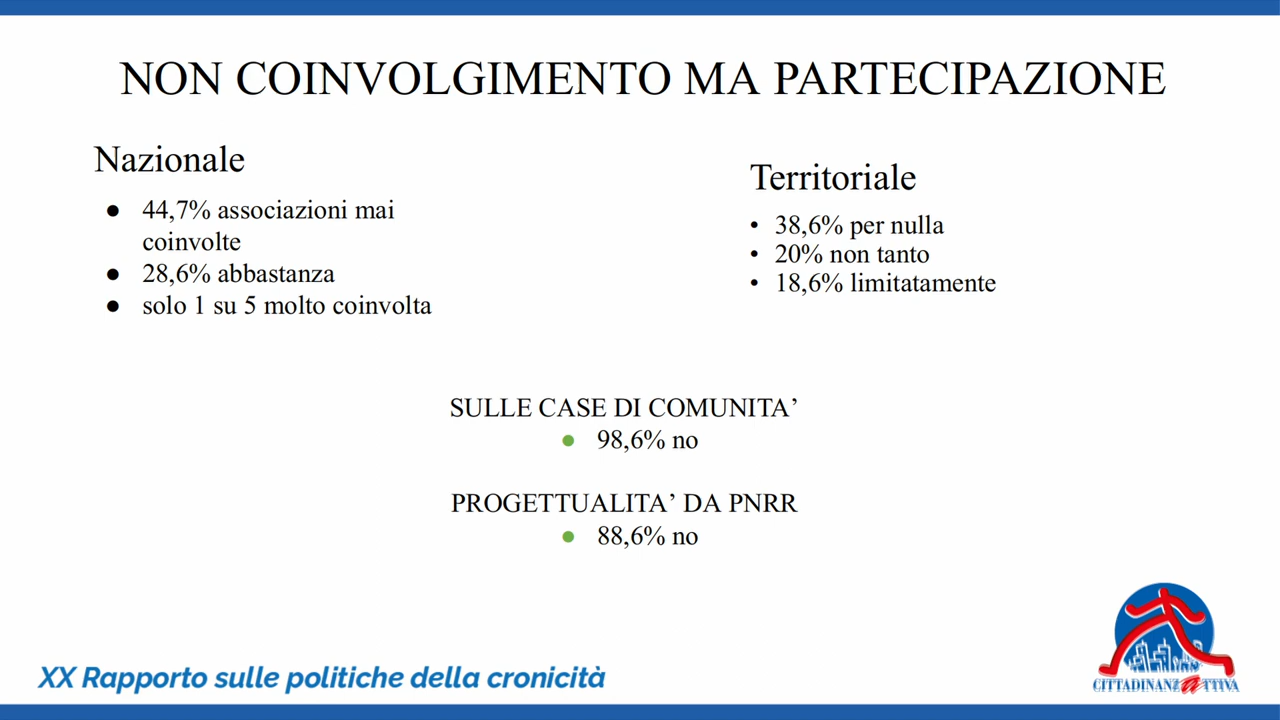 NON COINVOLGIMENTO MA PARTECIPAZIONE
Nazionale
● 44,7% associazioni mai
coinvolte
● 28,6% abbastanza
● solo 1 su 5 molto coinvolta
Territoriale
• 38,6% per nulla
• 20% non tanto
• 18,6% limitatamente
SULLE CASE DI COMUNITA’
● 98,6% no
PROGETTUALITA’ DA PNRR
● 88,6% no
XX Rapporto sulle politiche della cronicità
CITTADINANZATTIVA